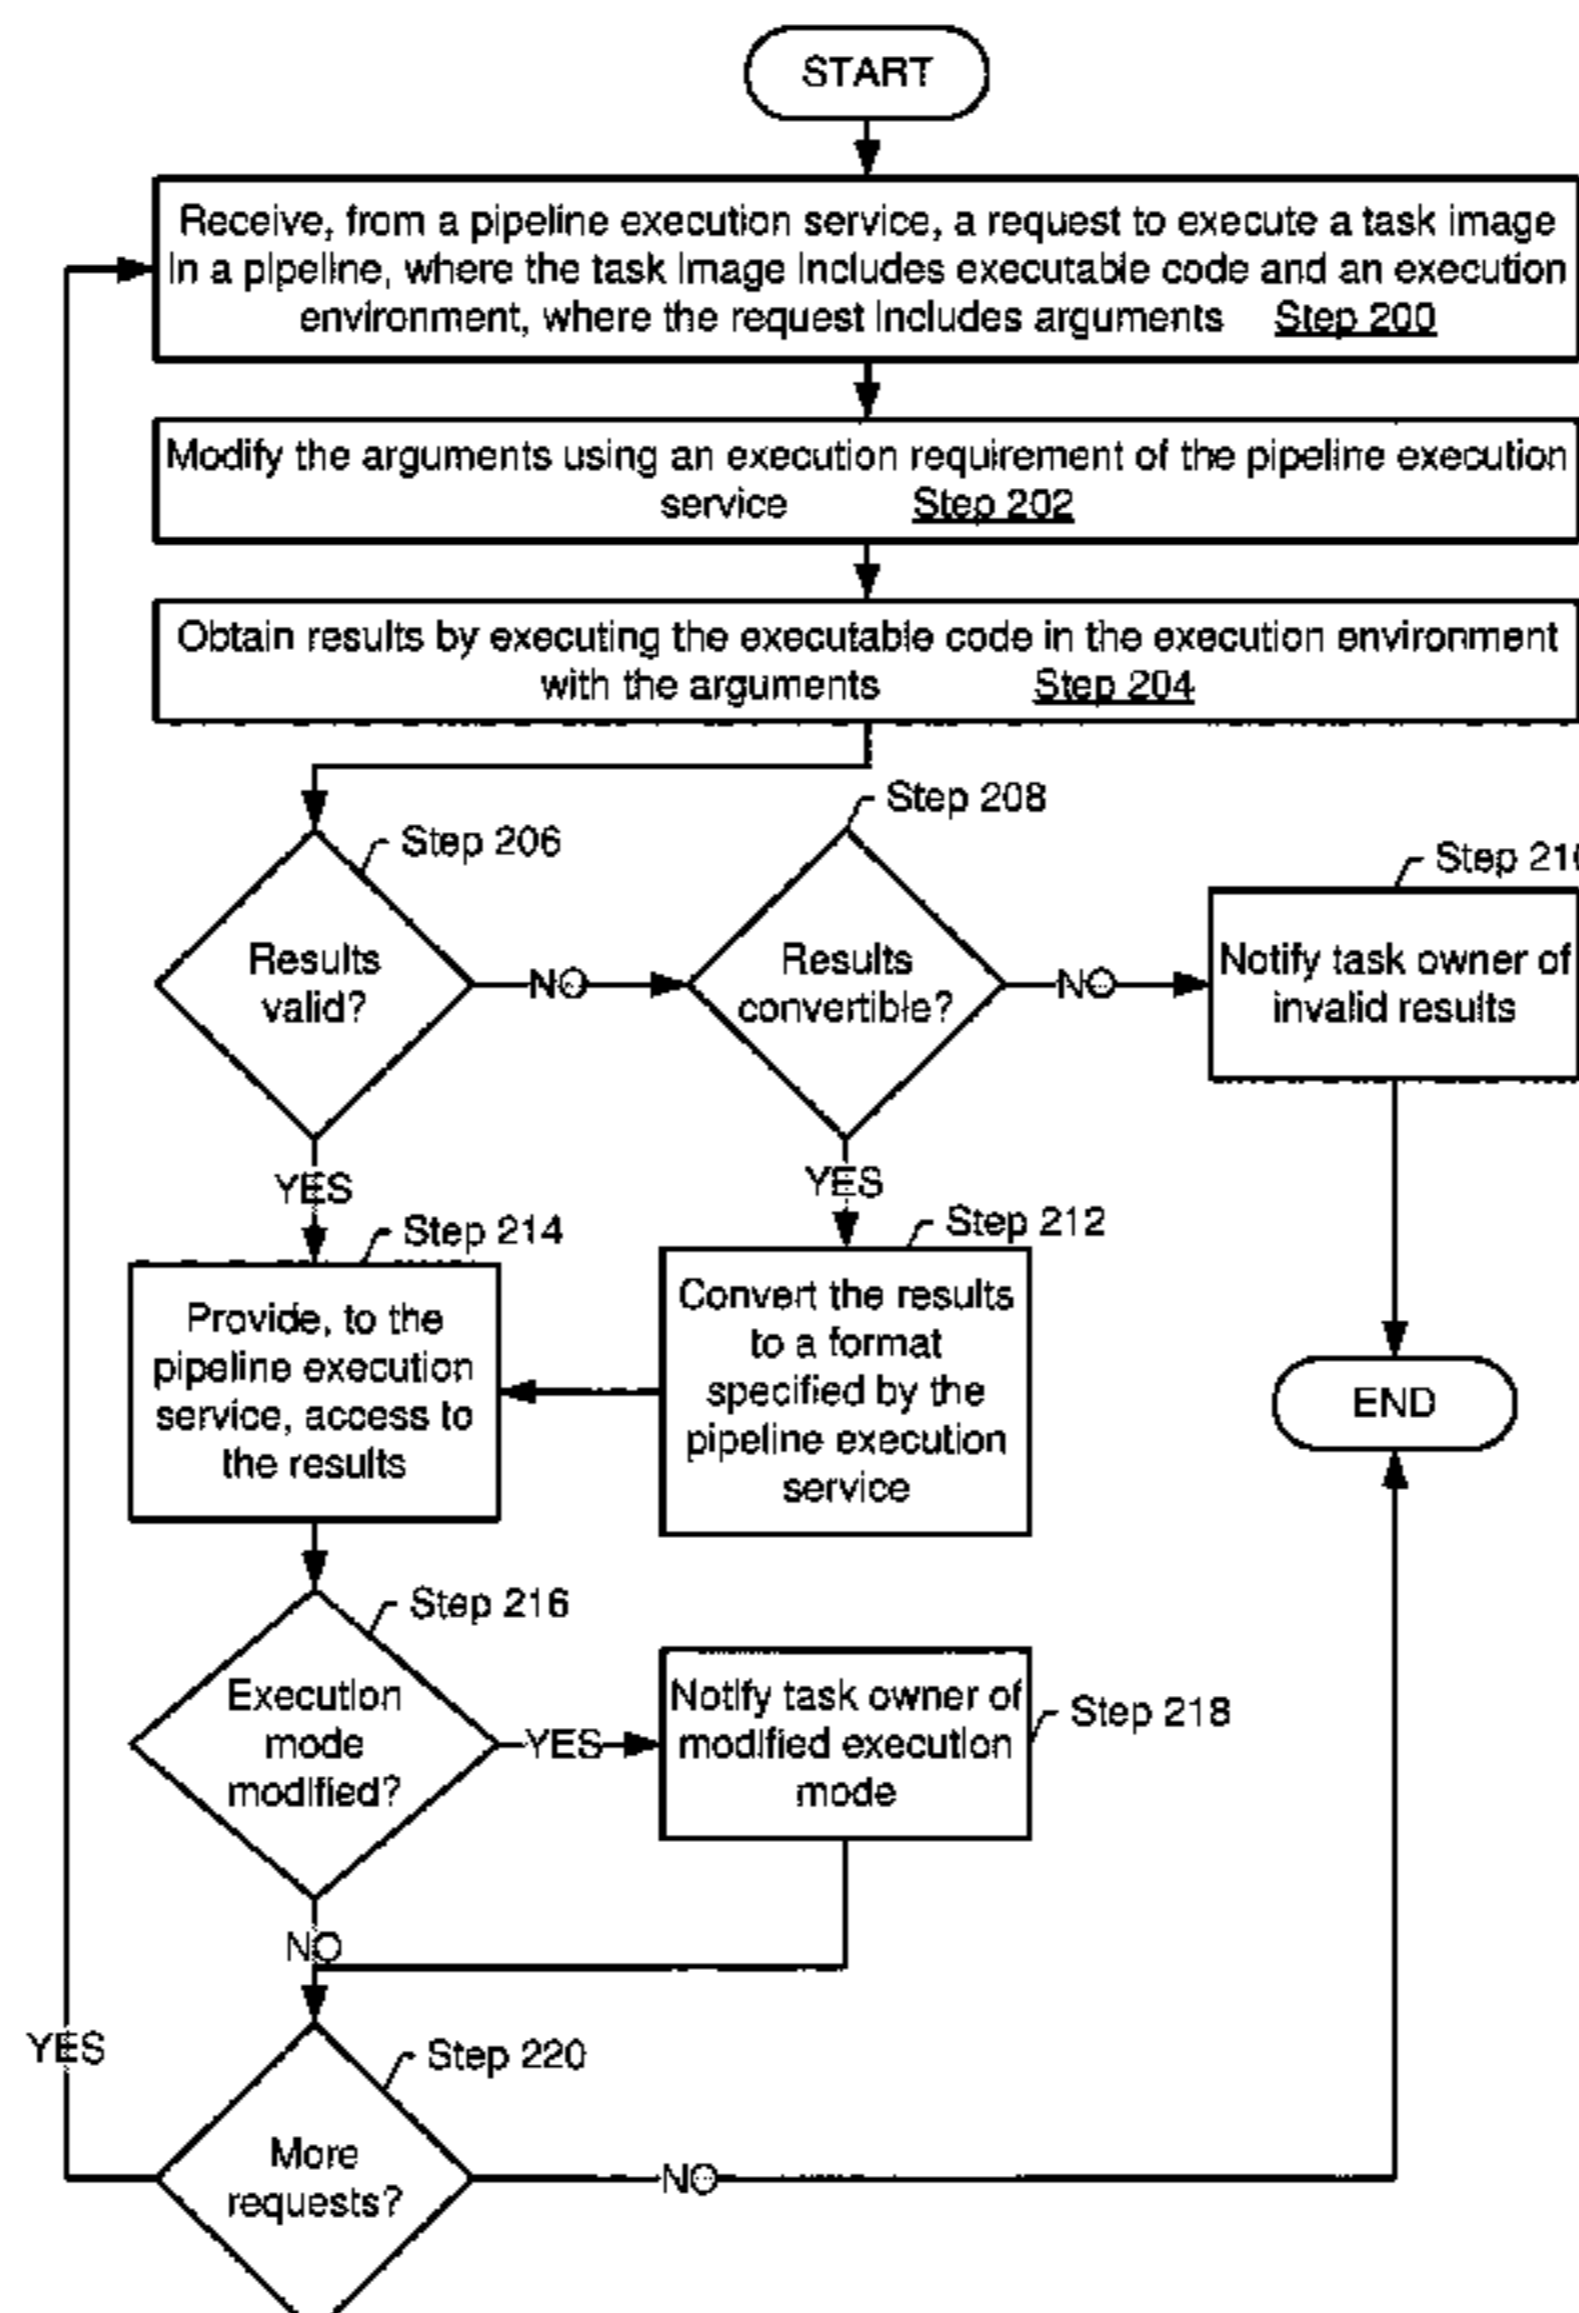 START
Receive, from a pipeline execution service, a request to execute a task image
in a pipeline, where the task image includes executable code and an execution
environment, where the request includes arguments Step 200
Modify the arguments using an execution requirement of the pipeline execution
service Step 202
Obtain results by executing the executable code in the execution environment
with the arguments Step 204
Step 206
Step 208
Step 210
Results
valid?
NO
Results
convertible?
NO
Notify task owner of
invalid results
YES
YES
Step 214
Step 212
Provide, to the
pipeline execution
service, access to
the results
Convert the results
to a format
specified by the
pipeline execution
service
END
Step 216
Execution
mode
modified?
YES
Notify task owner of
modified execution
mode
Step 218
NO
YES
Step 220
More
requests?
NO